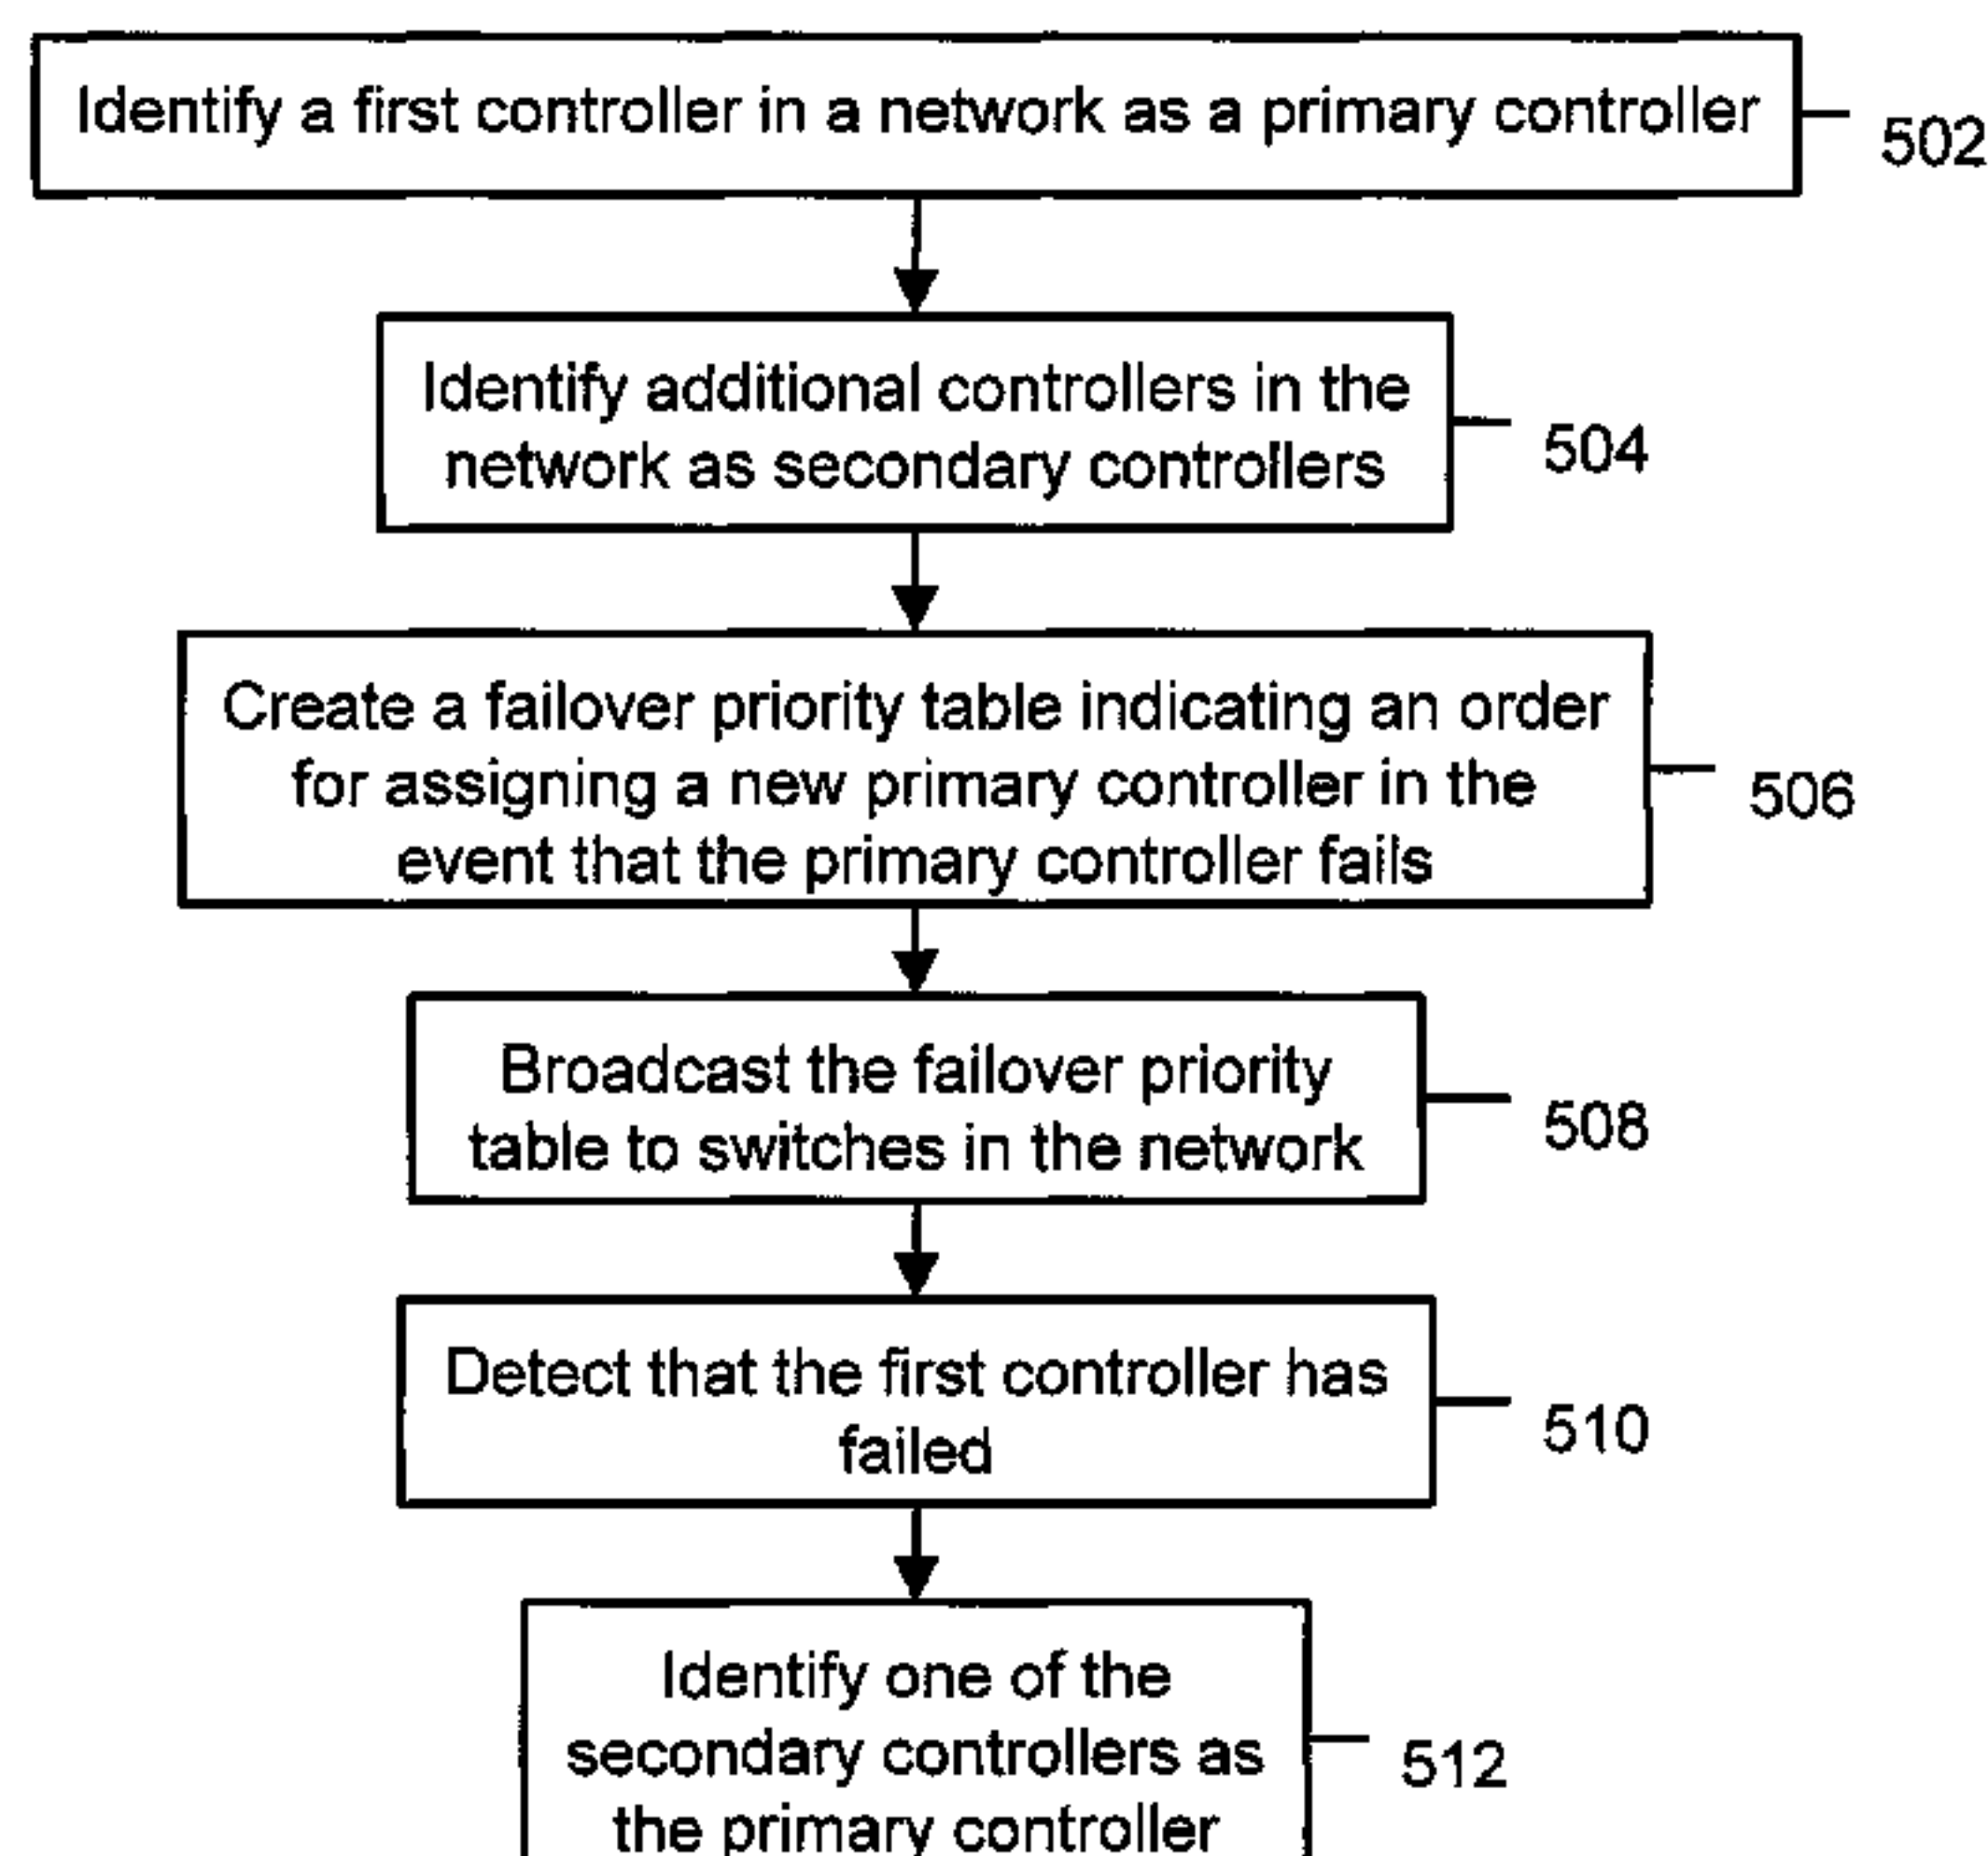 Identify a first controller in a network as a primary controller
502
Identify additional controllers in the
network as secondary controllers
504
Create a failover priority table indicating an order
for assigning a new primary controller in the
event that the primary controller fails
506
Broadcast the failover priority
table to switches in the network
508
Detect that the first controller has
failed
510
Identify one of the
secondary controllers as
the primary controller
512